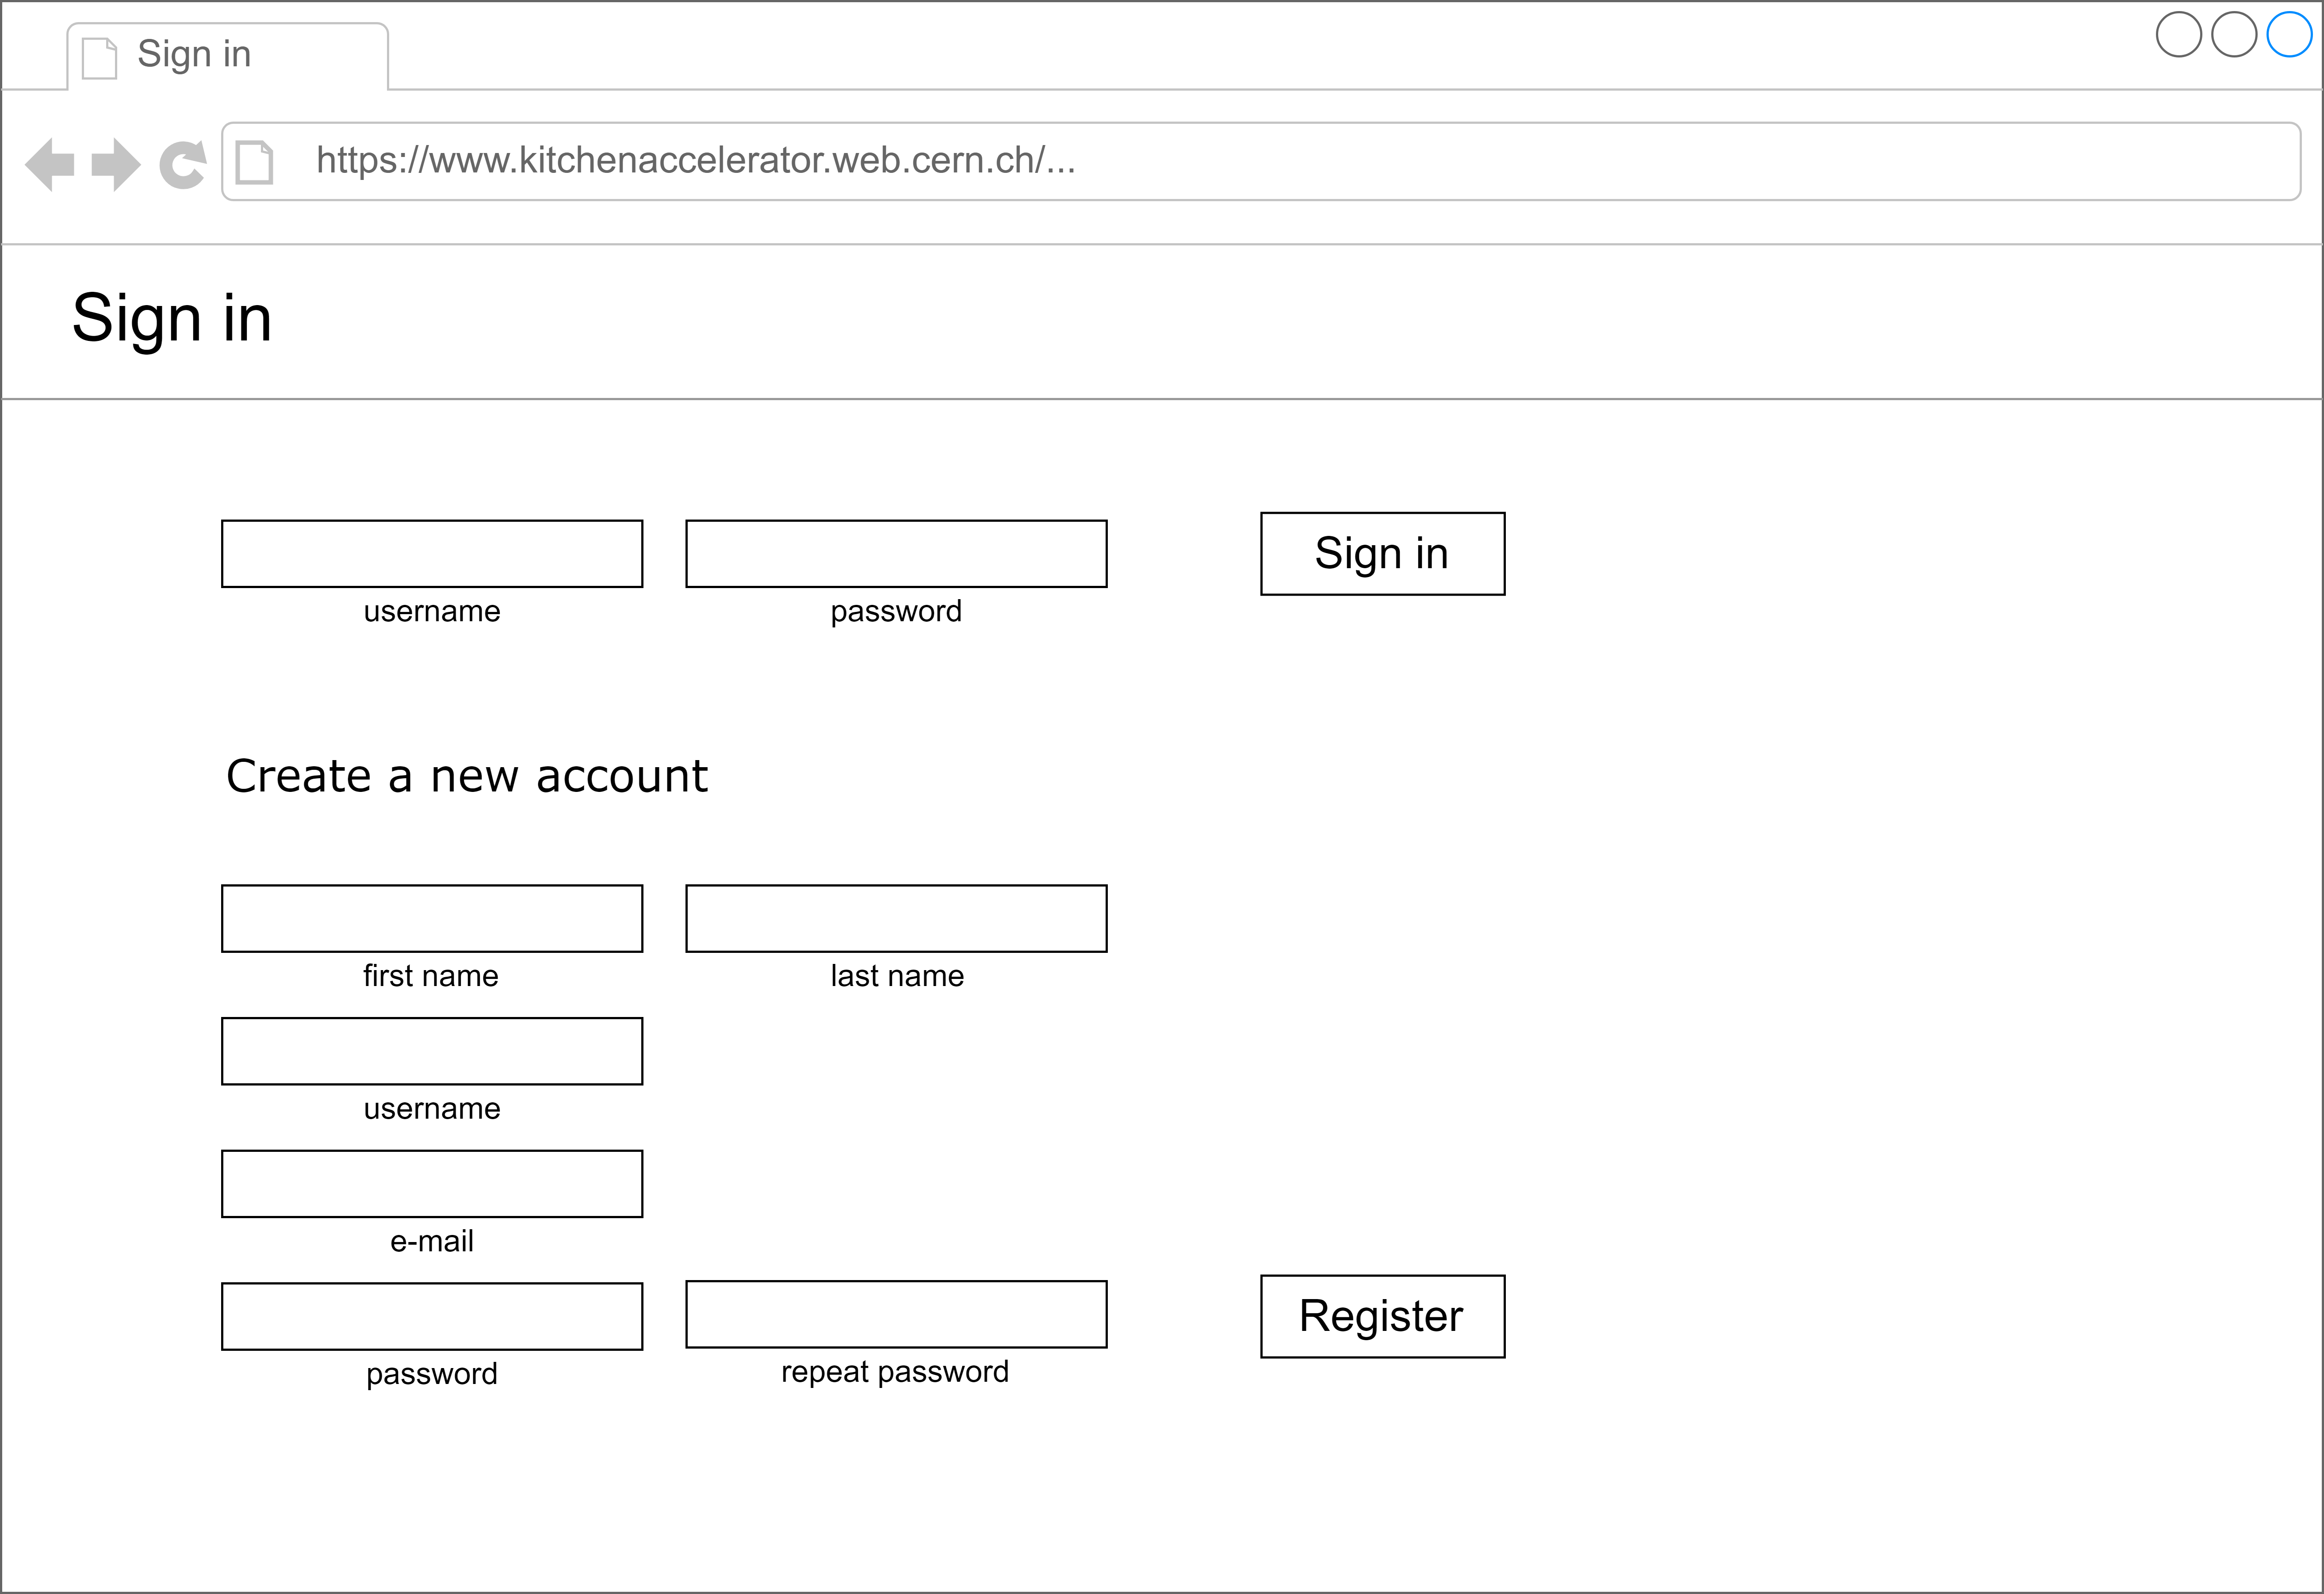 Sign in
https://www.kitchenaccelerator.web.cern.ch/...
Sign in
Sign in
username password
Create a new account
first name last name
username
e-mail
Register
password repeat password